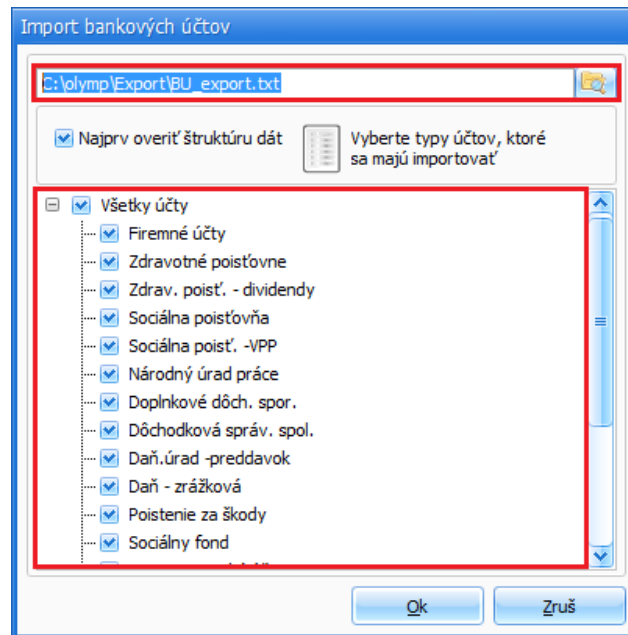 Import bankových účtov
C:\olymp\Export\BU_export.txt
Najprv overiť štruktúru dát
Vyberte typy účtov, ktoré
sa majú importovať
Všetky účty
Firemné účty
Zdravotné poisťovne
Zdrav. poisť. - dividendy
Sociálna poisťovňa
Sociálna poisť. -VPP
Národný úrad práce
Doplnkové dôch. spor.
Dôchodková správ. spol.
Daň.úrad -preddavok
Daň - zrážková
Poistenie za škody
Sociálny fond
Ok
Zruš